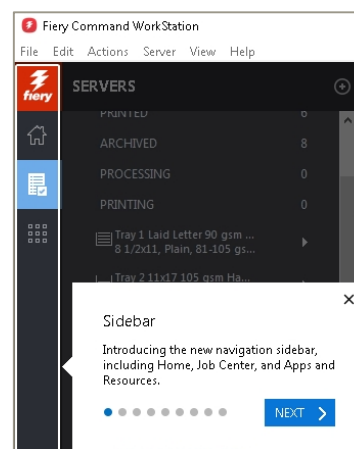 Fiery Command WorkStation
File Edit Actions Server View Help
fiery
SERVERS
PRINTED 6
ARCHIVED 8
PROCESSING 0
PRINTING 0
Tray 1 Laid Letter 90 gsm ...
8 1/2x11, Plain, 81-105 gs...
Tray 2 11x17 105 gsm Ha...
Sidebar
Introducing the new navigation sidebar,
including Home, Job Center, and Apps and
Resources.
NEXT